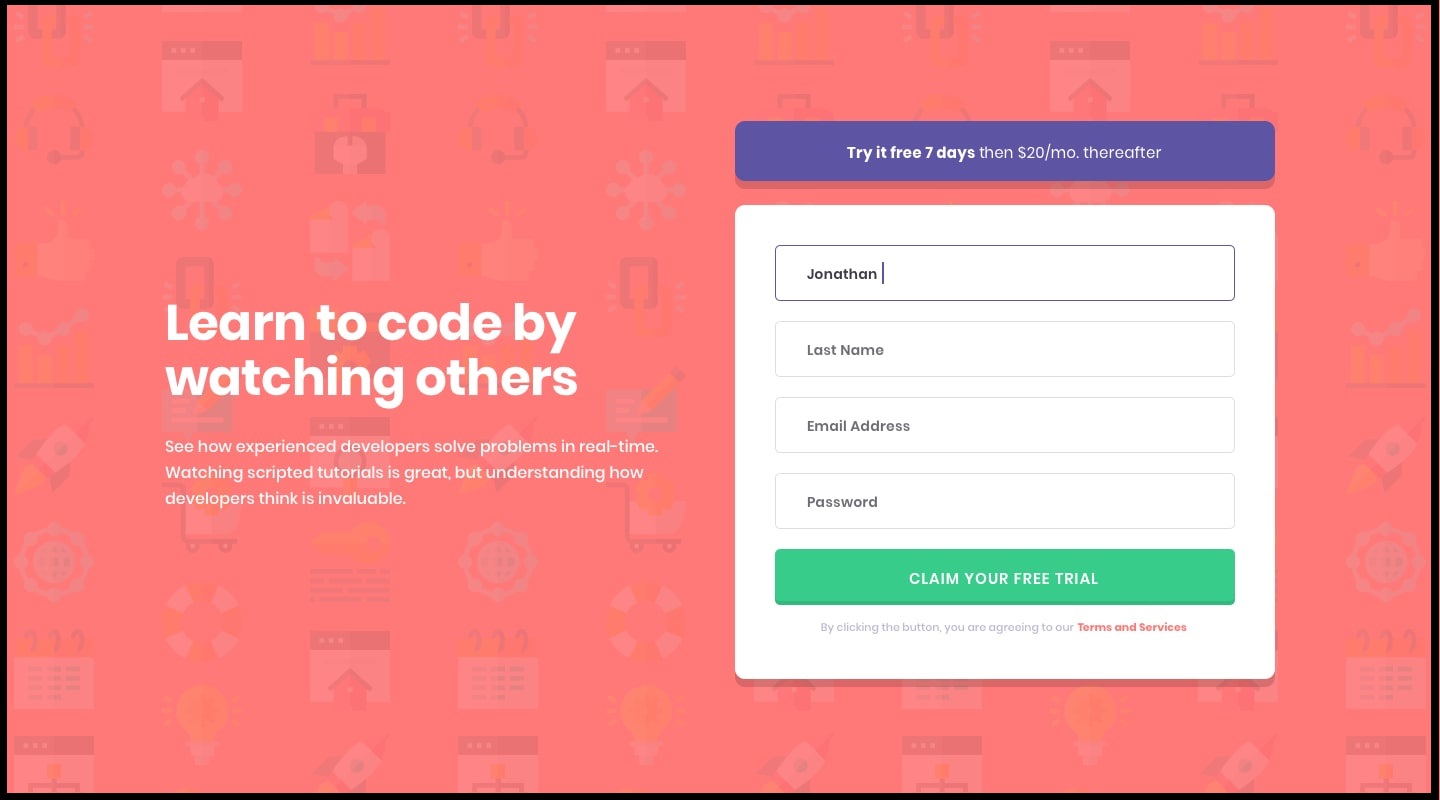 Learn to code by
watching others
See how experienced developers solve problems in real-time.
Watching scripted tutorials is great, but understanding how
developers think is invaluable.
Try it free 7 days then $20/mo. thereafter
Jonathan
Last Name
Email Address
Password
CLAIM YOUR FREE TRIAL
By clicking the button, you are agreeing to our Terms and Services